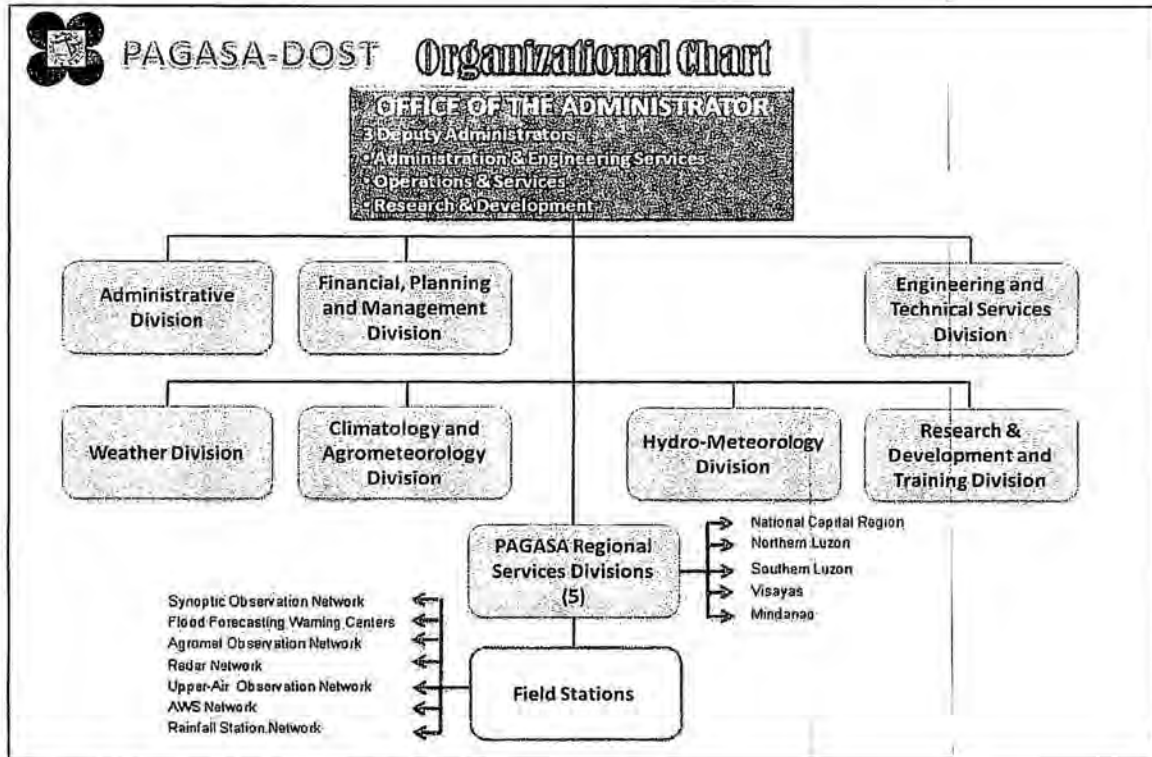 PAGASA-DOST Organizational Chart
OFFICE OF THE ADMINISTRATOR
3 Deputy Administrators
• Administration & Engineering Services
• Operations & Services
• Research & Development
Administrative
Division
Financial, Planning
and Management
Division
Engineering and
Technical Services
Division
Weather Division
Climatology and
Agrometeorology
Division
Hydro-Meteorology
Division
Research &
Development and
Training Division
PAGASA Regional
Services Divisions
(5)
National Capital Region
Northern Luzon
Southern Luzon
Visayas
Mindanao
Synoptic Observation Network
Flood Forecasting Warning Centers
Agromet Observation Network
Radar Network
Upper-Air Observation Network
AWS Network
Rainfall Station Network
Field Stations